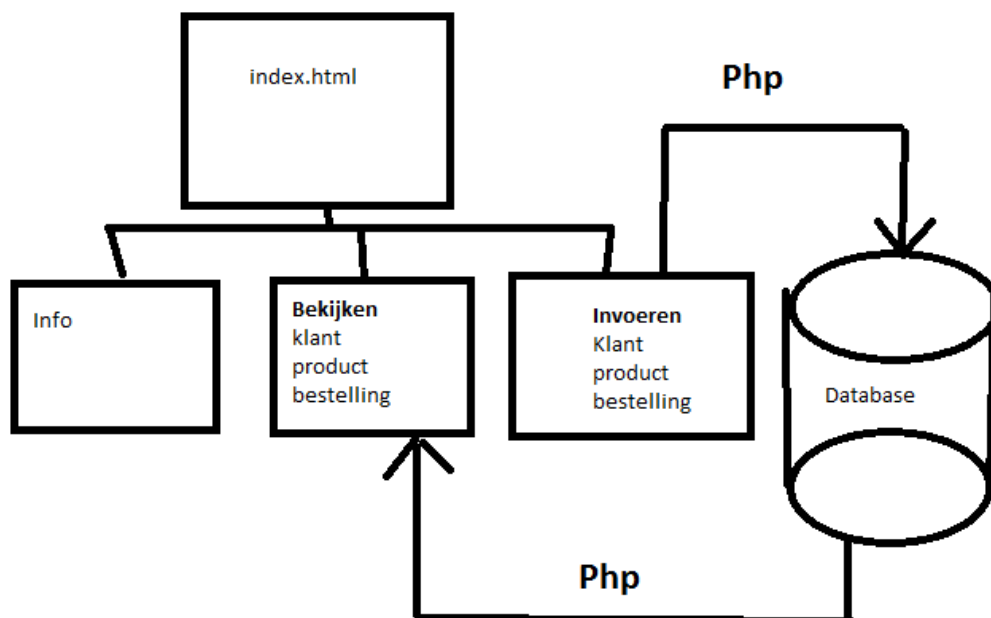 index.html
Php
Info
Bekijken
klant
product
bestelling
Invoeren
Klant
product
bestelling
Database
Php